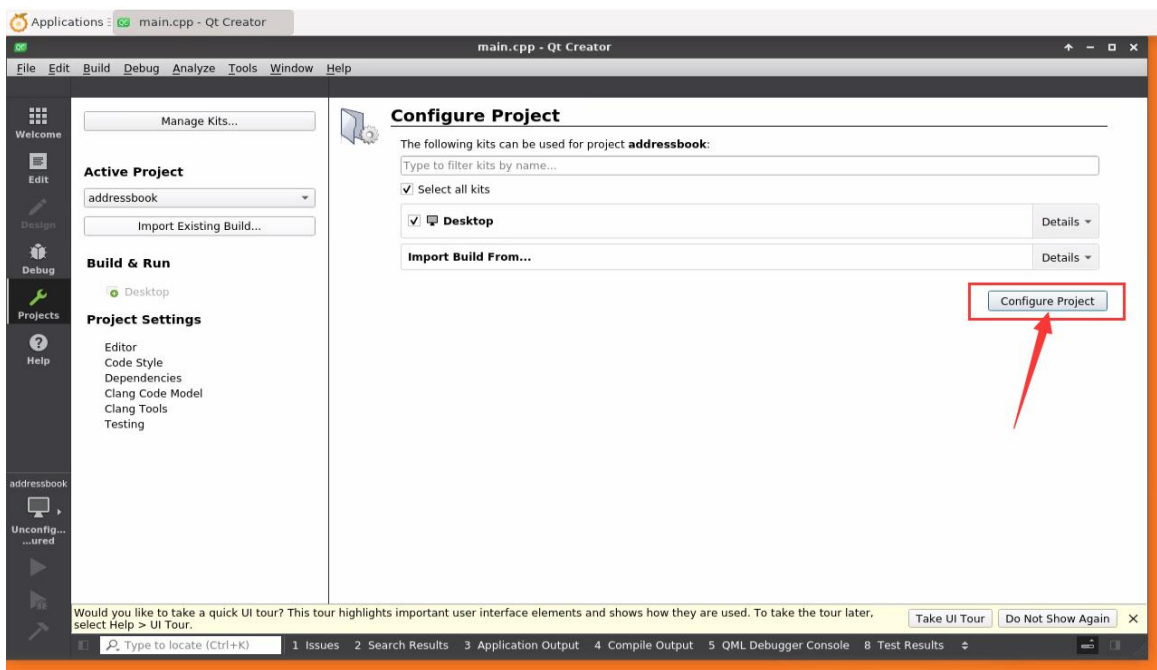 Applications
main.cpp - Qt Creator
main.cpp - Qt Creator
File Edit Build Debug Analyze Tools Window Help
Welcome
Edit
Design
Debug
Projects
Help
Manage Kits...
Active Project
addressbook
Import Existing Build...
Build & Run
Desktop
Project Settings
Editor
Code Style
Dependencies
Clang Code Model
Clang Tools
Testing
Configure Project
The following kits can be used for project addressbook:
Type to filter kits by name...
Select all kits
Desktop
Details
Import Build From...
Details
Configure Project
addressbook
Unconfig...
...ured
Would you like to take a quick UI tour? This tour highlights important user interface elements and shows how they are used. To take the tour later,
select Help > UI Tour.
Take UI Tour
Do Not Show Again
Type to locate (Ctrl+K)
1 Issues 2 Search Results 3 Application Output 4 Compile Output 5 QML Debugger Console 8 Test Results